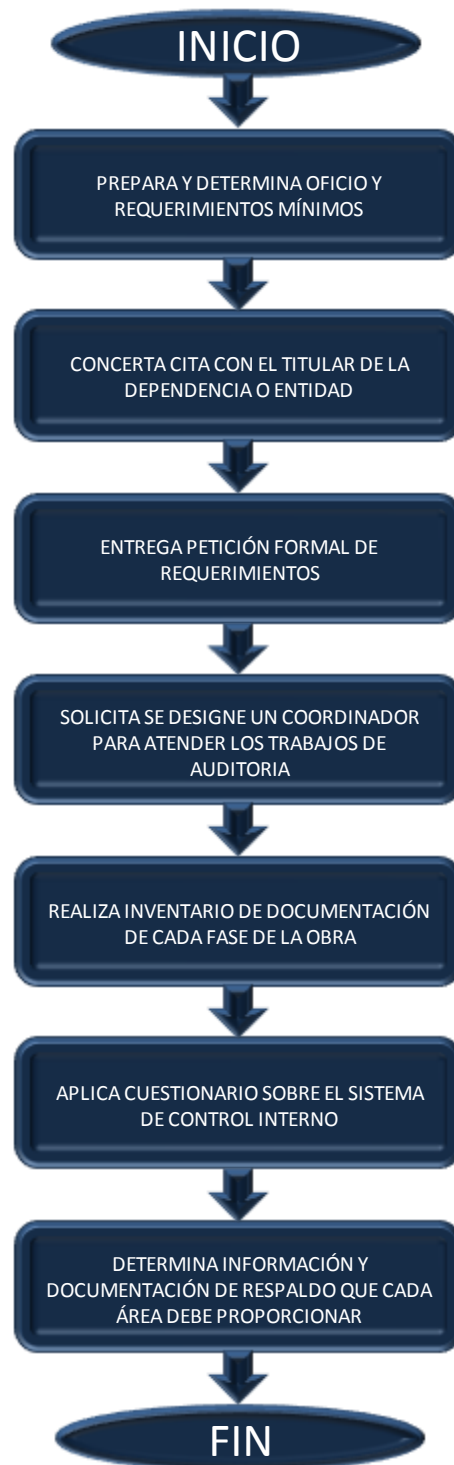 INICIO
PREPARA Y DETERMINA OFICIO Y
REQUERIMIENTOS MÍNIMOS
CONCERTA CITA CON EL TITULAR DE LA
DEPENDENCIA O ENTIDAD
ENTREGA PETICIÓN FORMAL DE
REQUERIMIENTOS
SOLICITA SE DESIGNE UN COORDINADOR
PARA ATENDER LOS TRABAJOS DE
AUDITORIA
REALIZA INVENTARIO DE DOCUMENTACIÓN
DE CADA FASE DE LA OBRA
APLICA CUESTIONARIO SOBRE EL SISTEMA
DE CONTROL INTERNO
DETERMINA INFORMACIÓN Y
DOCUMENTACIÓN DE RESPALDO QUE CADA
ÁREA DEBE PROPORCIONAR
FIN